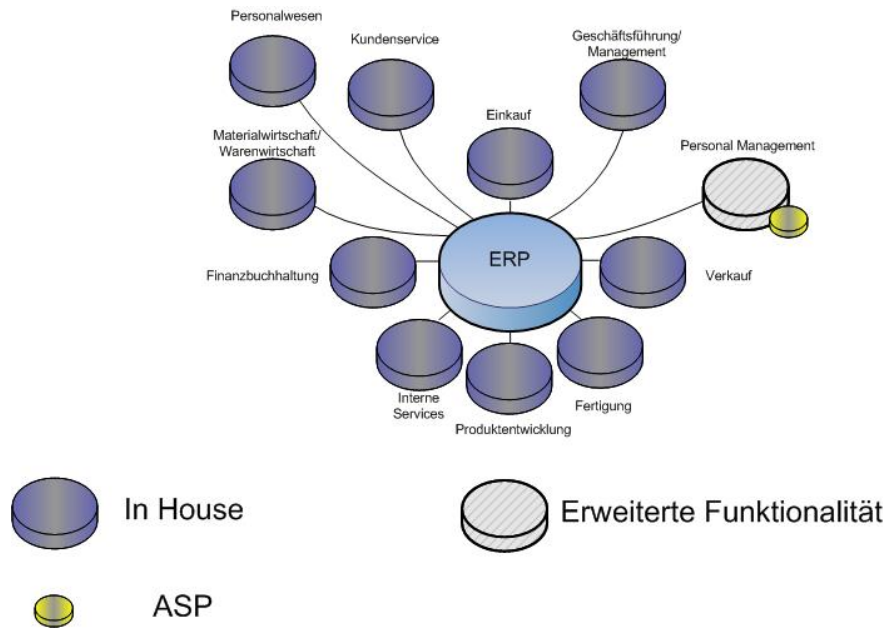 Personalwesen
Kundenservice
Geschäftsführung/
Management
Einkauf
Materialwirtschaft/
Warenwirtschaft
Personal Management
ERP
Finanzbuchhaltung
Verkauf
Interne
Services
Produktentwicklung
Fertigung
In House
Erweiterte Funktionalität
ASP